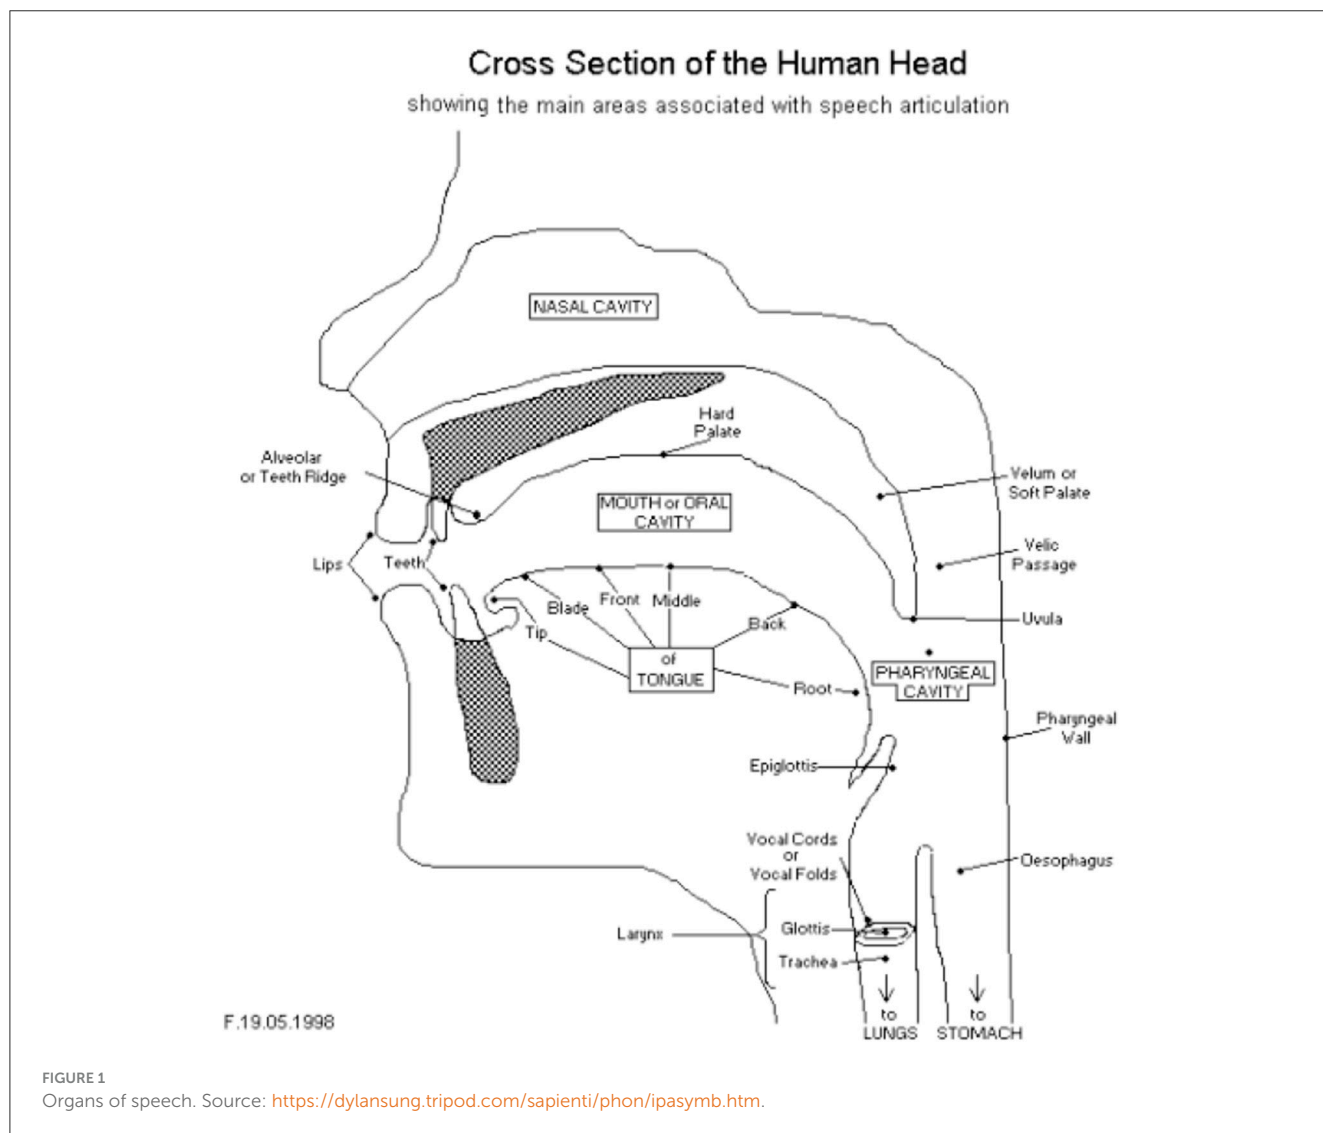 Cross Section of the Human Head
showing the main areas associated with speech articulation
NASAL CAVITY
Hard
Palate
Alveolar
or Teeth Ridge
Velum or
Soft Palate
MOUTH or ORAL
CAVITY
Velic
Passage
Lips
Teeth
Blade
Front
Middle
Back
Tip
Uvula
of
TONGUE
Root
PHARYNGEAL
CAVITY
Pharyngeal
Wall
Epiglottis
Vocal Cords
or
Vocal Folds
Oesophagus
Larynx
Glottis
Trachea
to
LUNGS
to
STOMACH
F.19.05.1998
FIGURE 1
Organs of speech. Source: https://dylansung.tripod.com/sapienti/phon/ipasymb.htm.